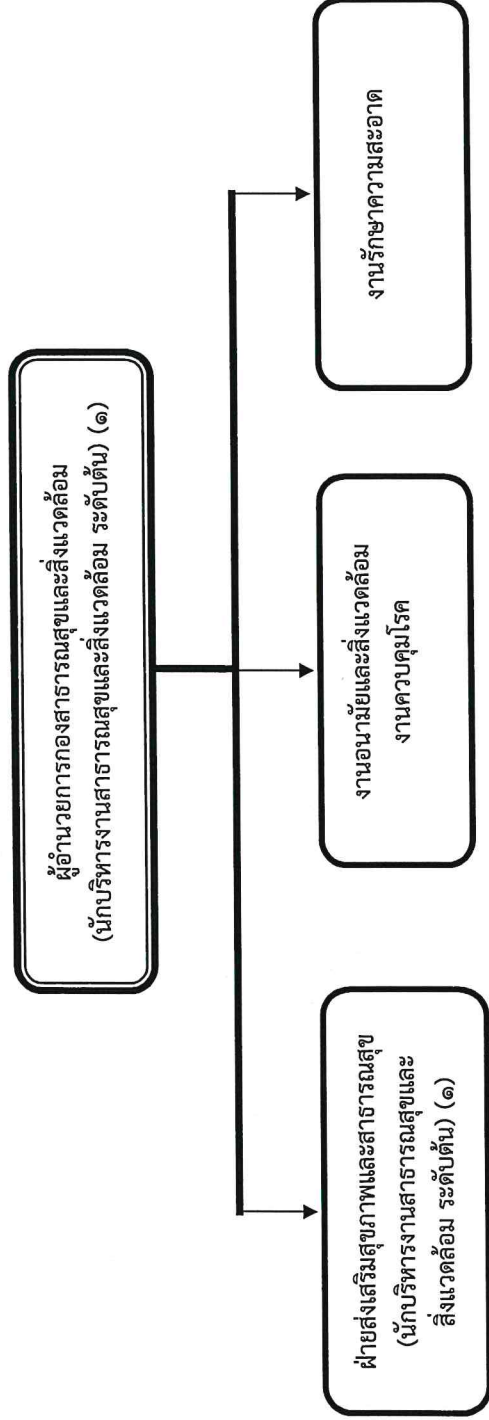 ผู้อำนวยการกองสาธารณสุขและสิ่งแวดล้อม
(นักบริหารงานสาธารณสุขและสิ่งแวดล้อม ระดับต้น) (๑)
ฝ่ายส่งเสริมสุขภาพและสาธารณสุข
(นักบริหารงานสาธารณสุขและ
สิ่งแวดล้อม ระดับต้น) (๑)
งานอนามัยและสิ่งแวดล้อม
งานควบคุมโรค
งานรักษาความสะอาด